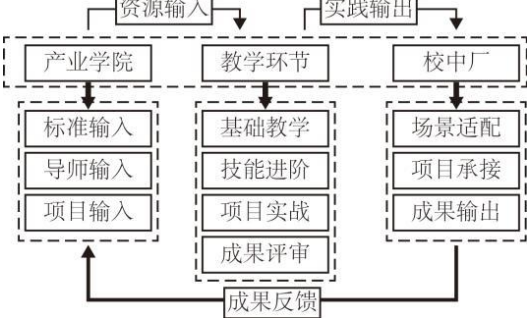 资源输入 实践输出
产业学院 教学环节 校中厂
标准输入 基础教学 场景适配
导师输入 技能进阶 项目承接
项目输入 项目实战 成果输出
成果评审
成果反馈